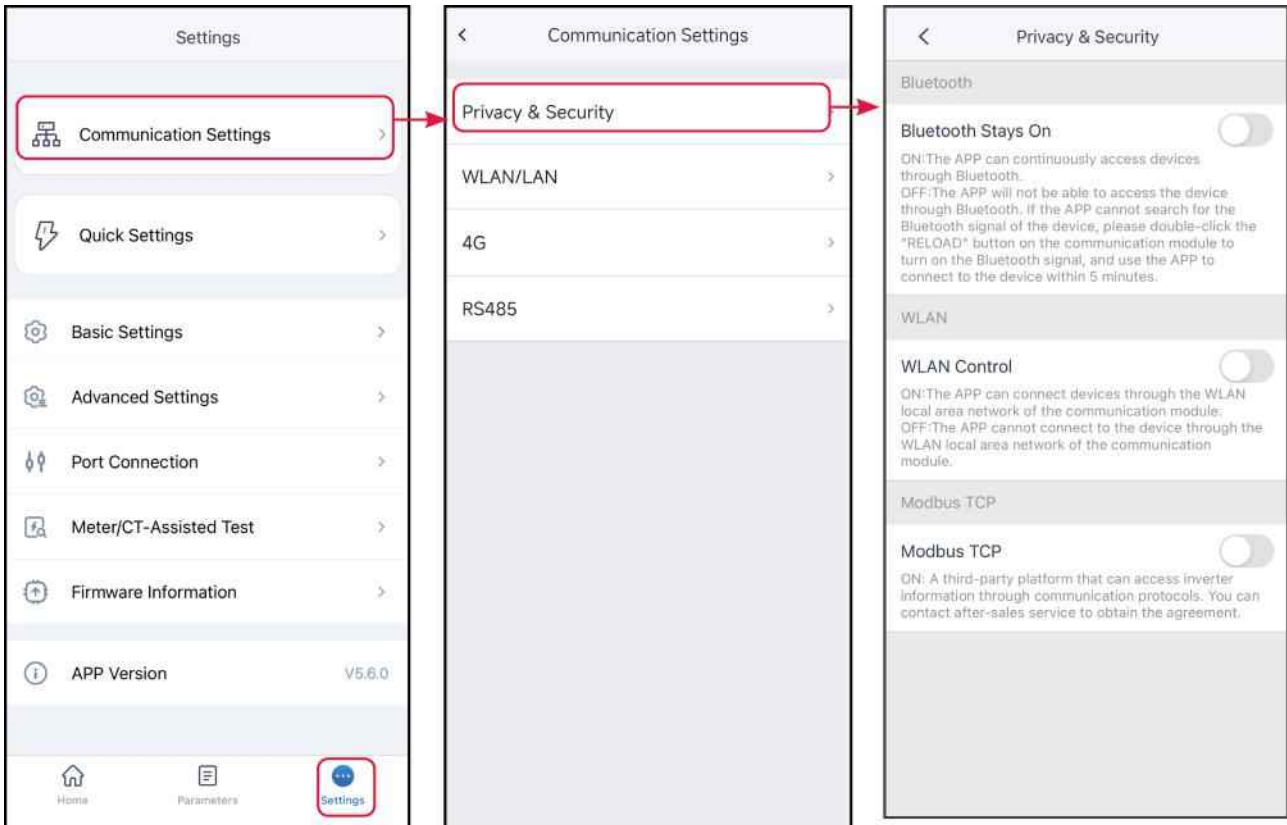 Settings
Communication Settings
Quick Settings
Basic Settings
Advanced Settings
Port Connection
Meter/CT-Assisted Test
Firmware Information
APP Version V5.6.0
Home Parameters Settings
Communication Settings
Privacy & Security
WLAN/LAN
4G
RS485
Privacy & Security
Bluetooth
Bluetooth Stays On
ON:The APP can continuously access devices
through Bluetooth.
OFF:The APP will not be able to access the device
through Bluetooth. If the APP cannot search for the
Bluetooth signal of the device, please double-click the
"RELOAD" button on the communication module to
turn on the Bluetooth signal, and use the APP to
connect to the device within 5 minutes.
WLAN
WLAN Control
ON:The APP can connect devices through the WLAN
local area network of the communication module.
OFF:The APP cannot connect to the device through the
WLAN local area network of the communication
module.
Modbus TCP
Modbus TCP
ON: A third-party platform that can access inverter
information through communication protocols. You can
contact after-sales service to obtain the agreement.